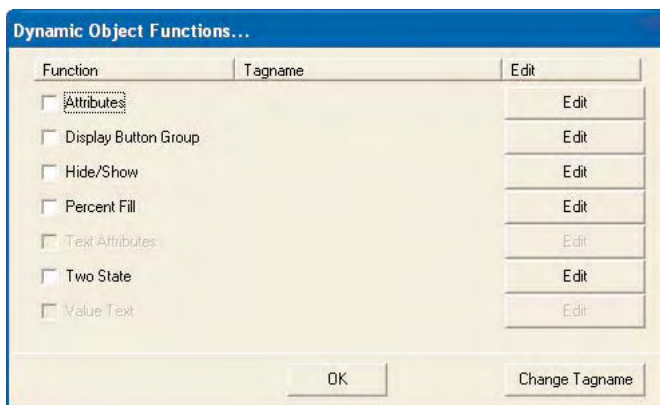 Dynamic Object Functions...
Function Tagname Edit
Attributes Edit
Display Button Group Edit
Hide/Show Edit
Percent Fill Edit
Text Attributes Edit
Two State Edit
Value Text Edit
OK Change Tagname